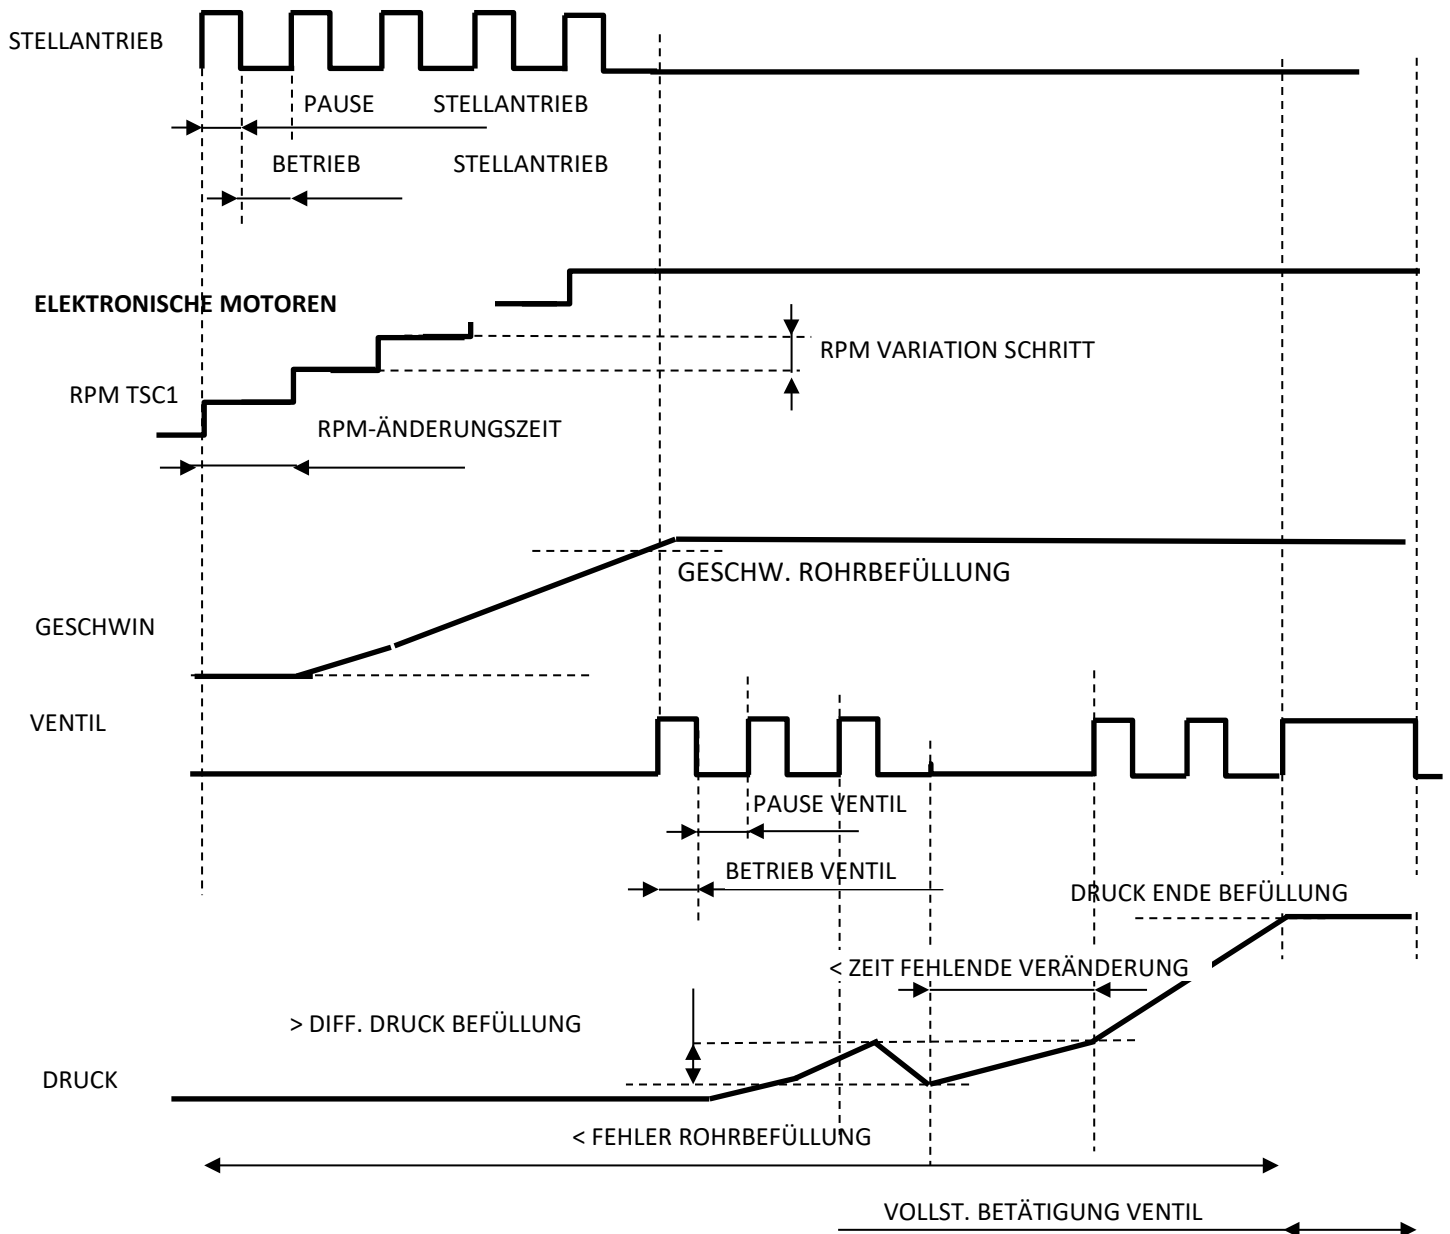 STELLANTRIEB
PAUSE STELLANTRIEB
BETRIEB STELLANTRIEB
ELEKTRONISCHE MOTOREN
RPM VARIATION SCHRITT
RPM TSC1
RPM-ÄNDERUNGSZEIT
GESCHW. ROHRBEFÜLLUNG
GESCHWIN
VENTIL
PAUSE VENTIL
BETRIEB VENTIL
DRUCK ENDE BEFÜLLUNG
< ZEIT FEHLENDE VERÄNDERUNG
> DIFF. DRUCK BEFÜLLUNG
DRUCK
< FEHLER ROHRBEFÜLLUNG
VOLLST. BETÄTIGUNG VENTIL